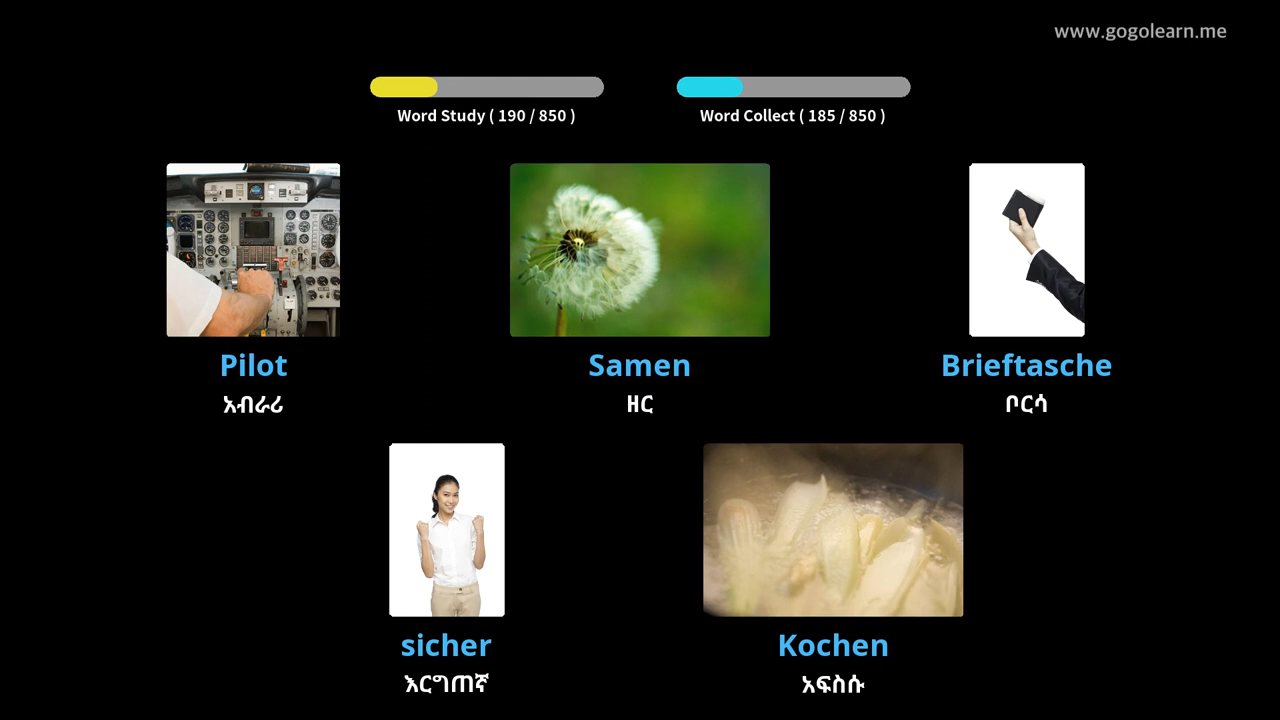 www.gogolearn.me
Word Study ( 190 / 850 )
Word Collect ( 185 / 850 )
Pilot
አብራሪ
Samen
ዘር
Brieftasche
ቦርሳ
sicher
እርግጠኛ
Kochen
አፍስሱ